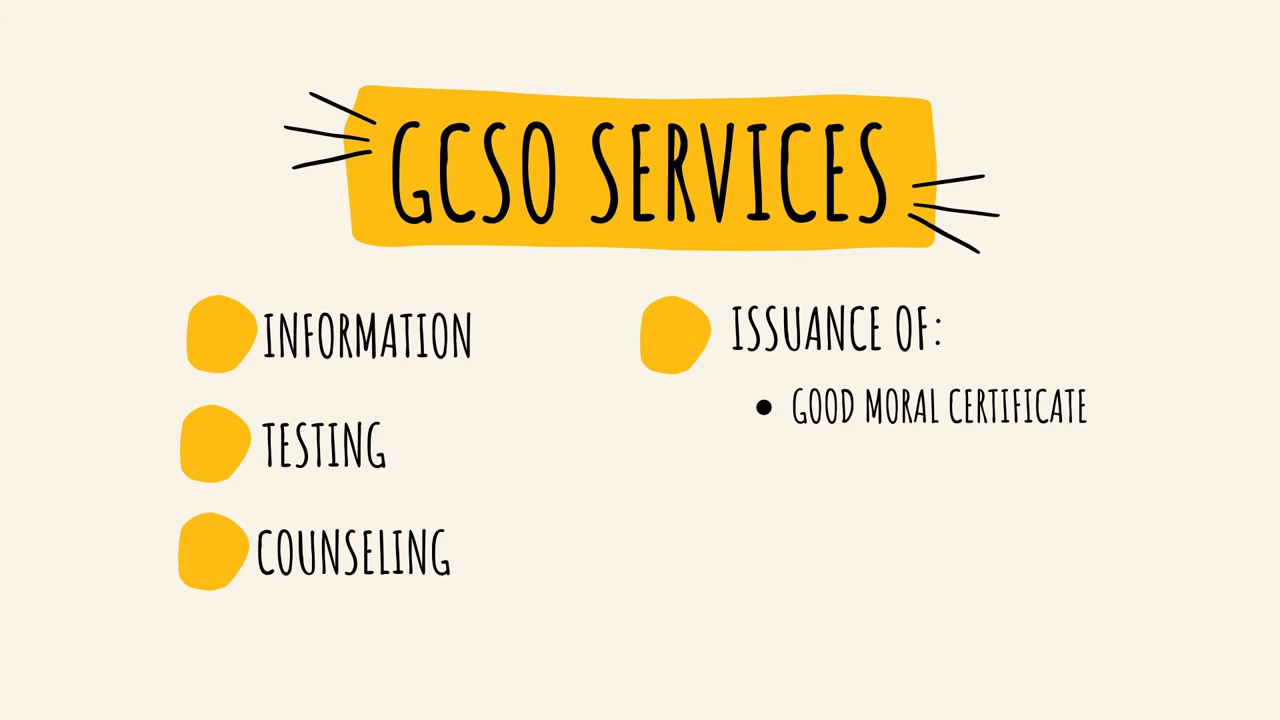 GCSO SERVICES
INFORMATION
TESTING
COUNSELING
ISSUANCE OF:
• GOOD MORAL CERTIFICATE